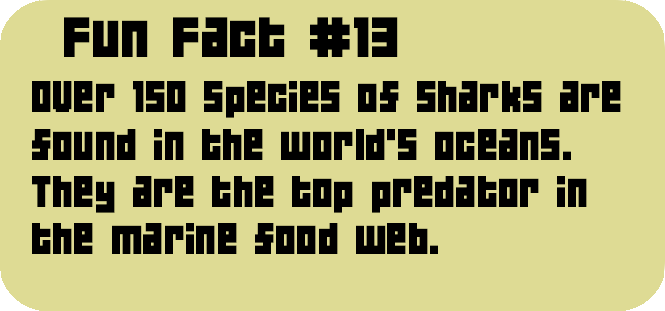 Fun Fact #13
Over 150 species of sharks are
found in the world's oceans.
They are the top predator in
the marine food web.